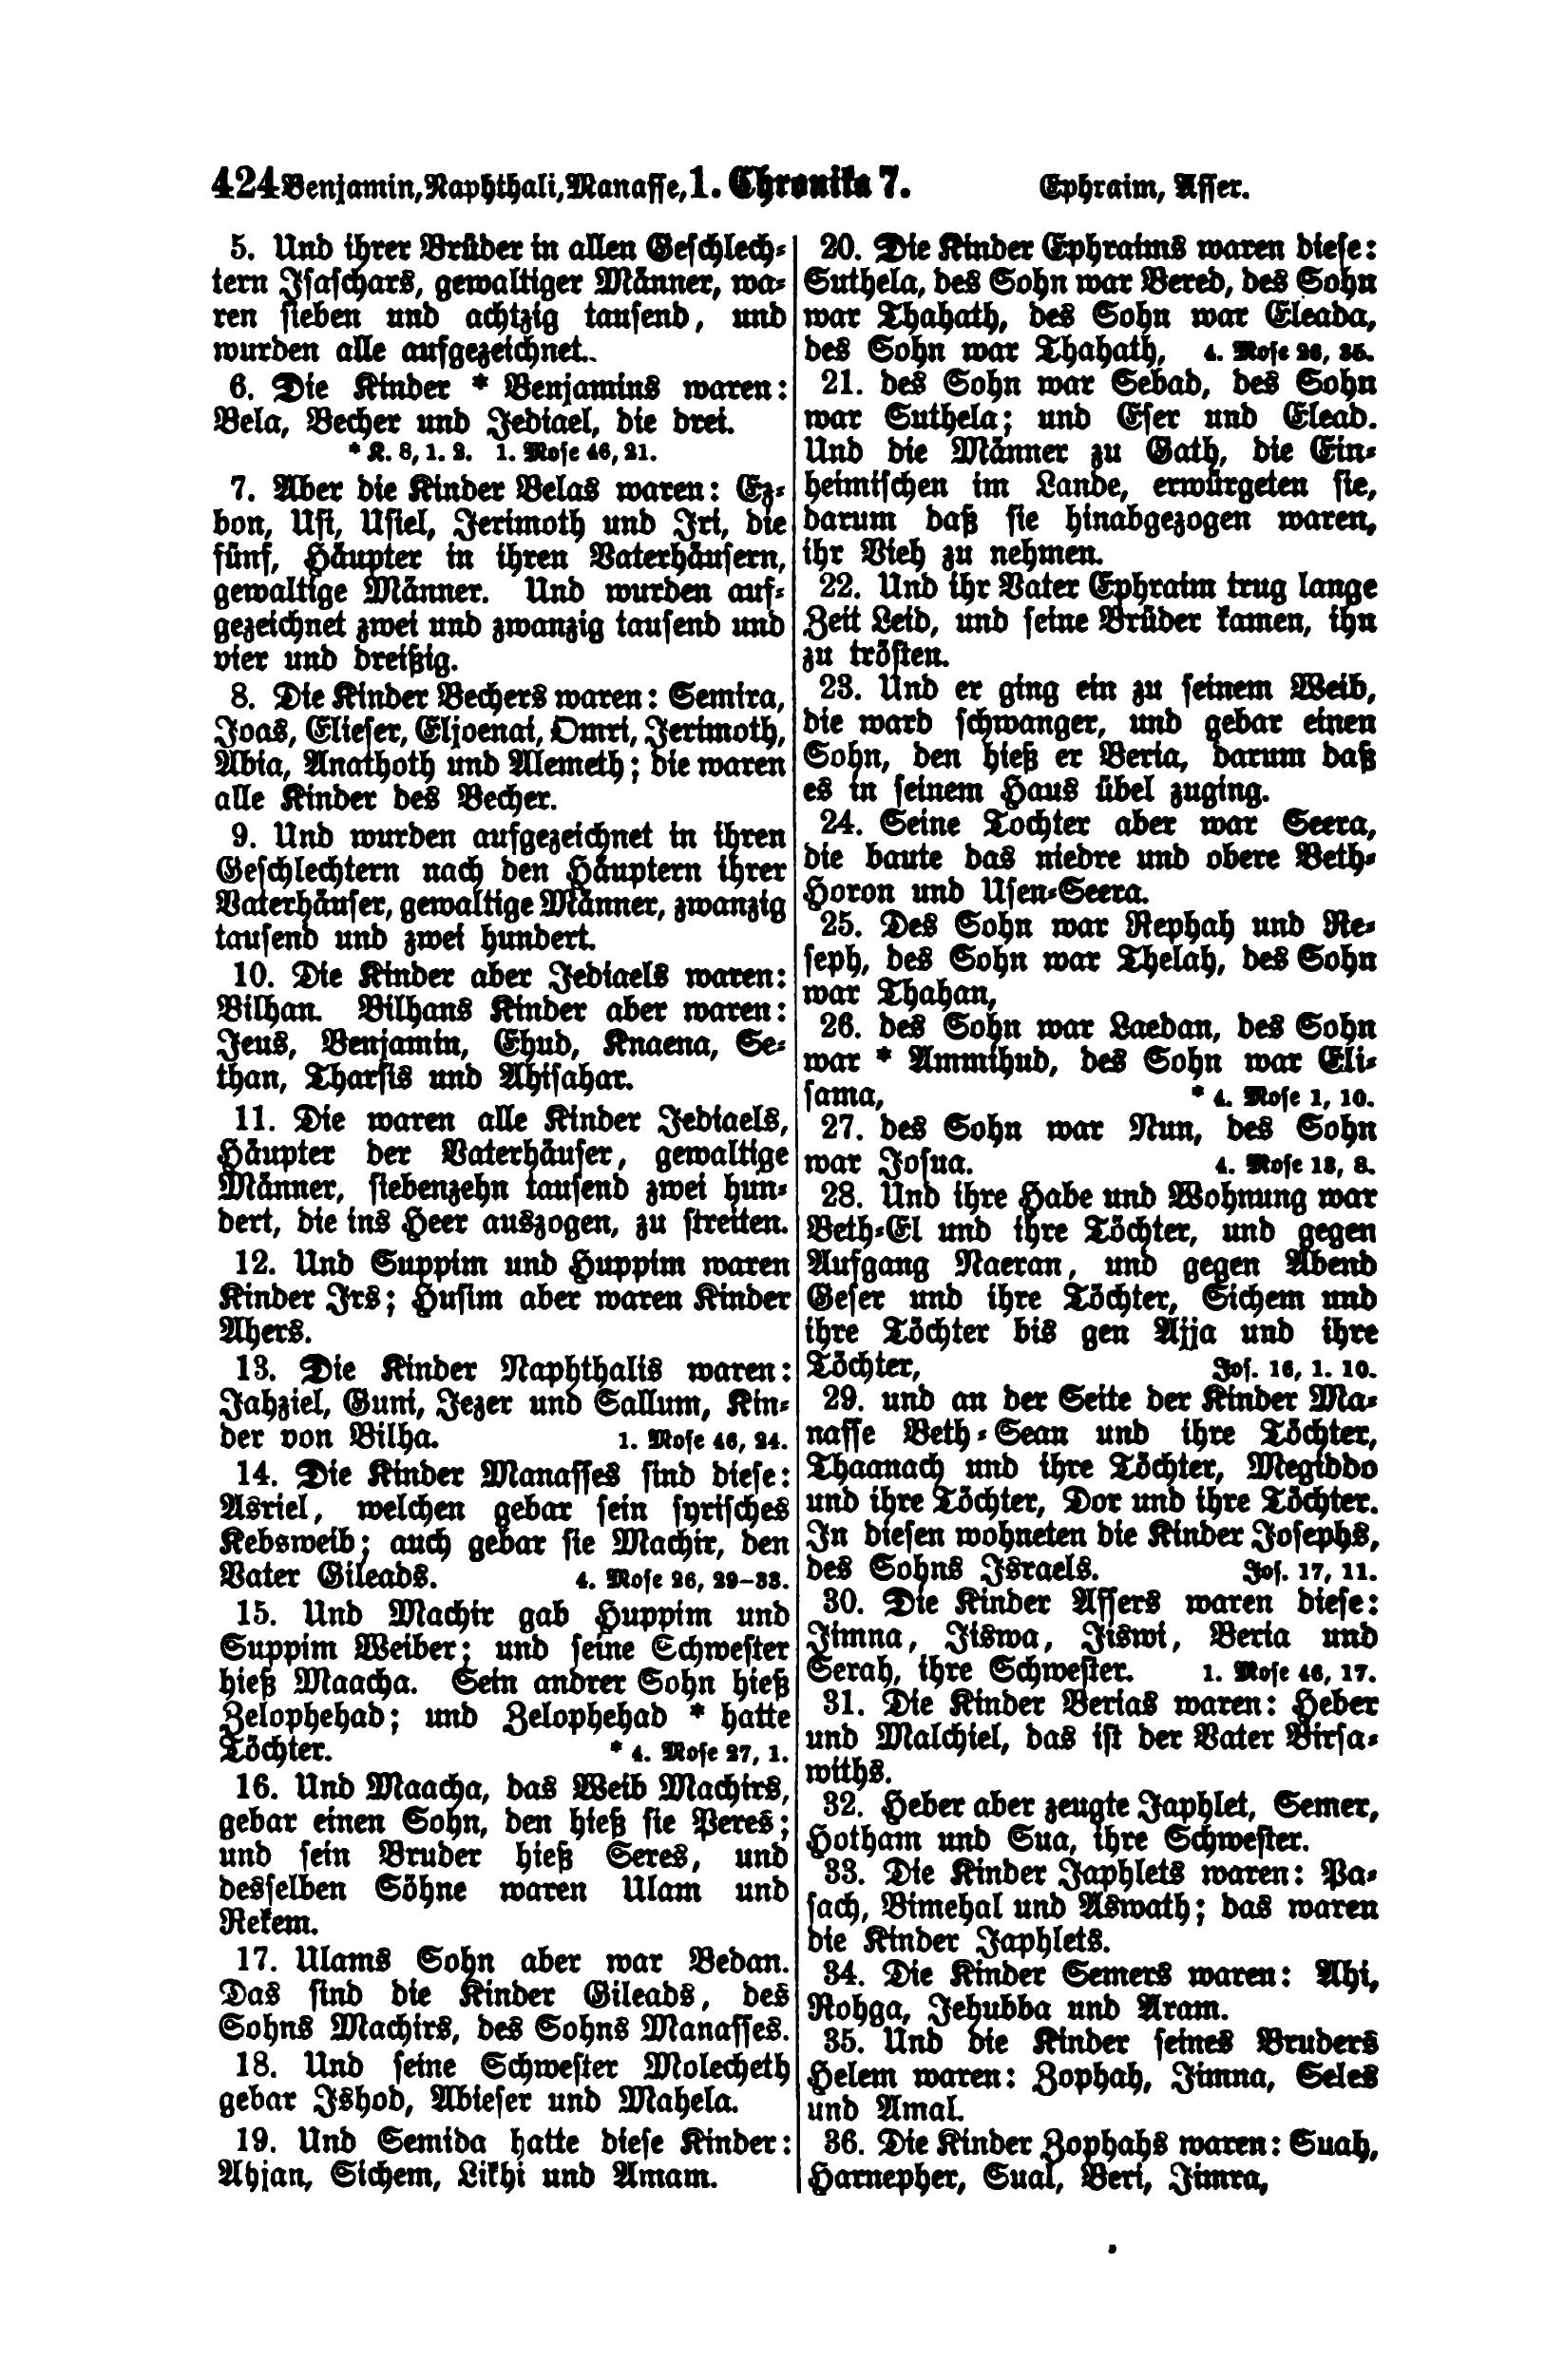 424 Benjamin, Naphthali, Manasse, 1. Chronika 7. Ephraim, Asser.
5. Und ihrer Brüder in allen Geschlech-
tern Isaschars, gewaltiger Männer, wa-
ren sieben und achtzig tausend, und
wurden alle aufgezeichnet.
6. Die Kinder * Benjamins waren:
Bela, Becher und Jediael, die drei.
* K. 8, 1. 2. 1. Mose 46, 21.
7. Aber die Kinder Belas waren: Ez-
bon, Usi, Usiel, Jerimoth und Iri, die
fünf, Häupter in ihren Vaterhäusern,
gewaltige Männer. Und wurden auf-
gezeichnet zwei und zwanzig tausend und
vier und dreißig.
8. Die Kinder Bechers waren: Semira,
Joas, Elieser, Eljoenai, Omri, Jerimoth,
Abia, Anathoth und Alemeth; die waren
alle Kinder des Becher.
9. Und wurden aufgezeichnet in ihren
Geschlechtern nach den Häuptern ihrer
Vaterhäuser, gewaltige Männer, zwanzig
tausend und zwei hundert.
10. Die Kinder aber Jediaels waren:
Bilhan. Bilhans Kinder aber waren:
Jeus, Benjamin, Ehud, Knaena, Se-
than, Tharsis und Ahisahar.
11. Die waren alle Kinder Jediaels,
Häupter der Vaterhäuser, gewaltige
Männer, siebenzehn tausend zwei hun-
dert, die ins Heer auszogen, zu streiten.
12. Und Suppim und Huppim waren
Kinder Irs; Husim aber waren Kinder
Ahers.
13. Die Kinder Naphthalis waren:
Jahziel, Guni, Jezer und Sallum, Kin-
der von Bilha. 1. Mose 46, 24.
14. Die Kinder Manasses sind diese:
Asriel, welchen gebar sein syrisches
Kebsweib; auch gebar sie Machir, den
Vater Gileads. 4. Mose 26, 29–33.
15. Und Machir gab Huppim und
Suppim Weiber; und seine Schwester
hieß Maacha. Sein andrer Sohn hieß
Zelophehad; und Zelophehad * hatte
Töchter. * 4. Mose 27, 1.
16. Und Maacha, das Weib Machirs,
gebar einen Sohn, den hieß sie Peres;
und sein Bruder hieß Seres, und
desselben Söhne waren Ulam und
Rekem.
17. Ulams Sohn aber war Bedan.
Das sind die Kinder Gileads, des
Sohns Machirs, des Sohns Manasses.
18. Und seine Schwester Molecheth
gebar Ishod, Abieser und Mahela.
19. Und Semida hatte diese Kinder:
Ahjan, Sichem, Likhi und Amam.
20. Die Kinder Ephraims waren diese:
Suthela, des Sohn war Bered, des Sohn
war Thahath, des Sohn war Eleada,
des Sohn war Thahath, 4. Mose 26, 35.
21. des Sohn war Sebad, des Sohn
war Suthela; und Eser und Elead.
Und die Männer zu Gath, die Ein-
heimischen im Lande, erwürgeten sie,
darum daß sie hinabgezogen waren,
ihr Vieh zu nehmen.
22. Und ihr Vater Ephraim trug lange
Zeit Leid, und seine Brüder kamen, ihn
zu trösten.
23. Und er ging ein zu seinem Weib,
die ward schwanger, und gebar einen
Sohn, den hieß er Beria, darum daß
es in seinem Haus übel zuging.
24. Seine Tochter aber war Seera,
die baute das niedre und obere Beth-
Horon und Usen-Seera.
25. Des Sohn war Rephah und Re-
seph, des Sohn war Thelah, des Sohn
war Thahan,
26. des Sohn war Laedan, des Sohn
war * Ammihud, des Sohn war Eli-
sama, * 4. Mose 1, 10.
27. des Sohn war Nun, des Sohn
war Josua. 4. Mose 13, 8.
28. Und ihre Habe und Wohnung war
Beth-El und ihre Töchter, und gegen
Aufgang Naeran, und gegen Abend
Geser und ihre Töchter, Sichem und
ihre Töchter bis gen Ajja und ihre
Töchter, Jos. 16, 1. 10.
29. und an der Seite der Kinder Ma-
nasse Beth-Sean und ihre Töchter,
Thaanach und ihre Töchter, Megiddo
und ihre Töchter, Dor und ihre Töchter.
In diesen wohneten die Kinder Josephs,
des Sohns Israels. Jos. 17, 11.
30. Die Kinder Assers waren diese:
Jimna, Jiswa, Jiswi, Beria und
Serah, ihre Schwester. 1. Mose 46, 17.
31. Die Kinder Berias waren: Heber
und Malchiel, das ist der Vater Birsa-
withs.
32. Heber aber zeugte Japhlet, Semer,
Hotham und Sua, ihre Schwester.
33. Die Kinder Japhlets waren: Pa-
sach, Bimehal und Aswath; das waren
die Kinder Japhlets.
34. Die Kinder Semers waren: Ahi,
Rohga, Jehubba und Aram.
35. Und die Kinder seines Bruders
Helem waren: Zophah, Jimna, Seles
und Amal.
36. Die Kinder Zophahs waren: Suah,
Harnepher, Sual, Beri, Jimra,